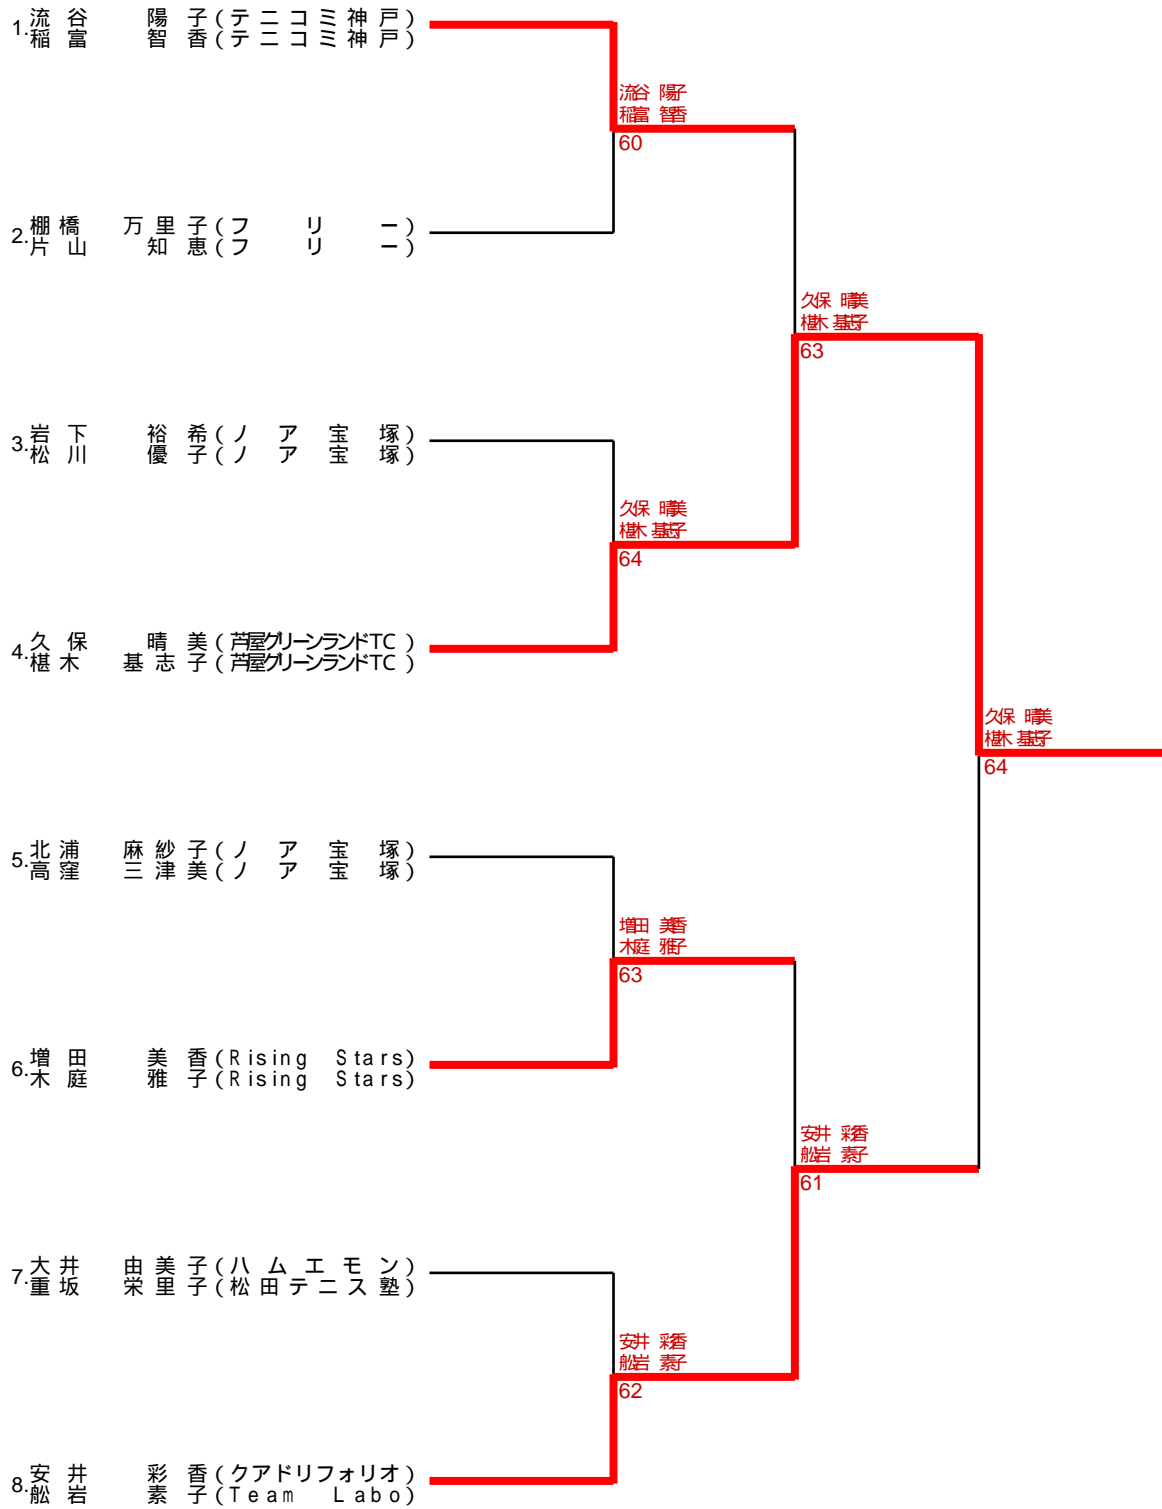 1.流谷 陽子(テニコミ神戸)
稲富 智香(テニコミ神戸)
流谷 陽子
稲富 智香
60
2.棚橋 万里子(フリー)
片山 知恵(フリー)
久保 晴美
椹木 基志子
63
3.岩下 裕希(ノア宝塚)
松川 優子(ノア宝塚)
久保 晴美
椹木 基志子
64
4.久保 晴美(芦屋グリーンランドTC)
椹木 基志子(芦屋グリーンランドTC)
久保 晴美
椹木 基志子
64
5.北浦 麻紗子(ノア宝塚)
高窪 三津美(ノア宝塚)
増田 美香
木庭 雅子
63
6.増田 美香(Rising Stars)
木庭 雅子(Rising Stars)
安井 彩香
舩岩 素子
61
7.大井 由美子(ハムエモン)
重坂 栄里子(松田テニス塾)
安井 彩香
舩岩 素子
62
8.安井 彩香(クアドリフォリオ)
舩岩 素子(Team Labo)